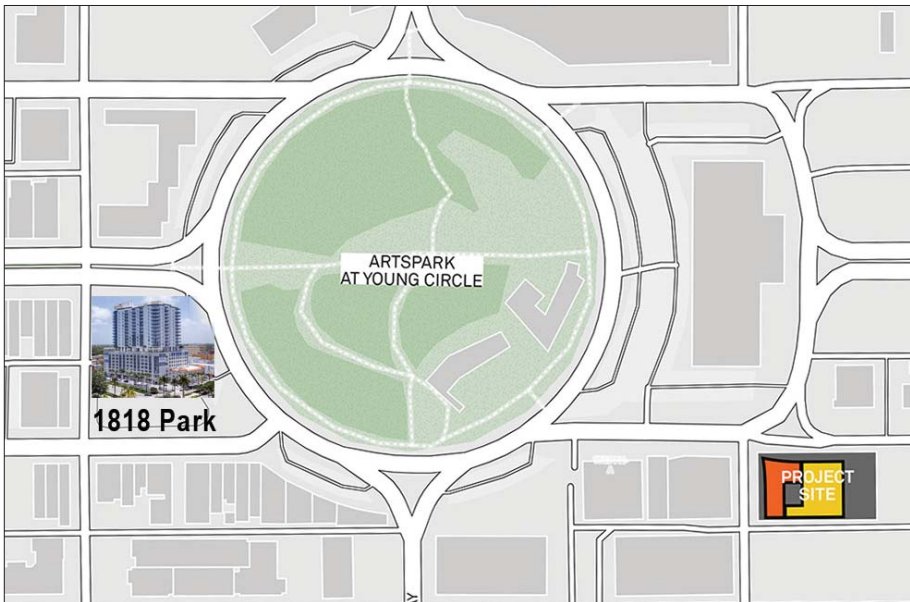 ARTSPARK
AT YOUNG CIRCLE
1818 Park
PROJECT
SITE